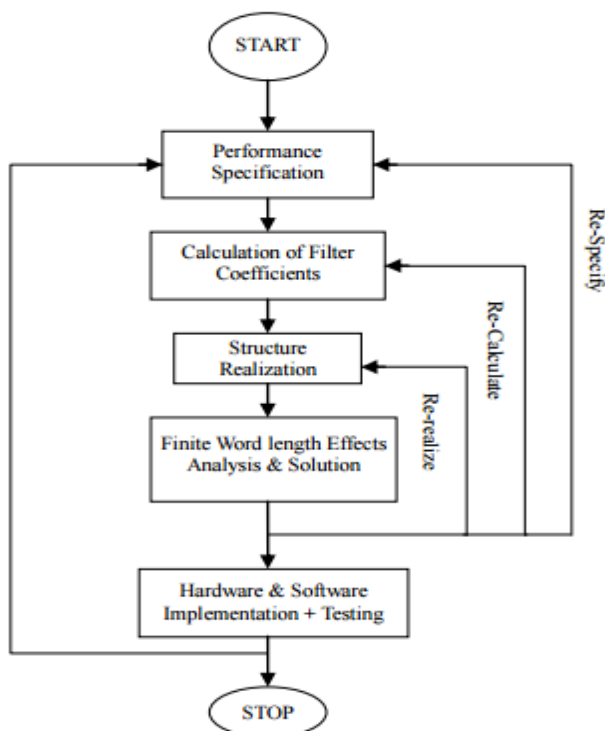 START
Performance
Specification
Calculation of Filter
Coefficients
Structure
Realization
Finite Word length Effects
Analysis & Solution
Hardware & Software
Implementation + Testing
STOP
Re-realize
Re-Calculate
Re-Specify